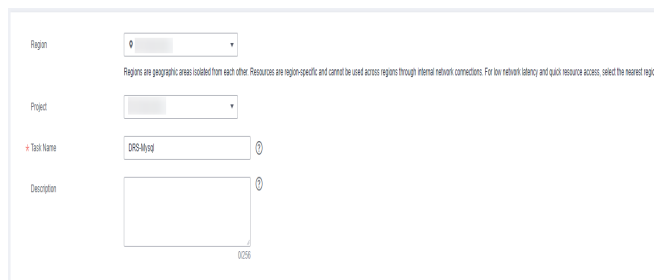 Region
Regions are geographic areas isolated from each other. Resources are region-specific and cannot be used across regions through internal network connections. For low network latency and quick resource access, select the nearest regio
Project
* Task Name DRS-Mysql ?
Description ?
0/256